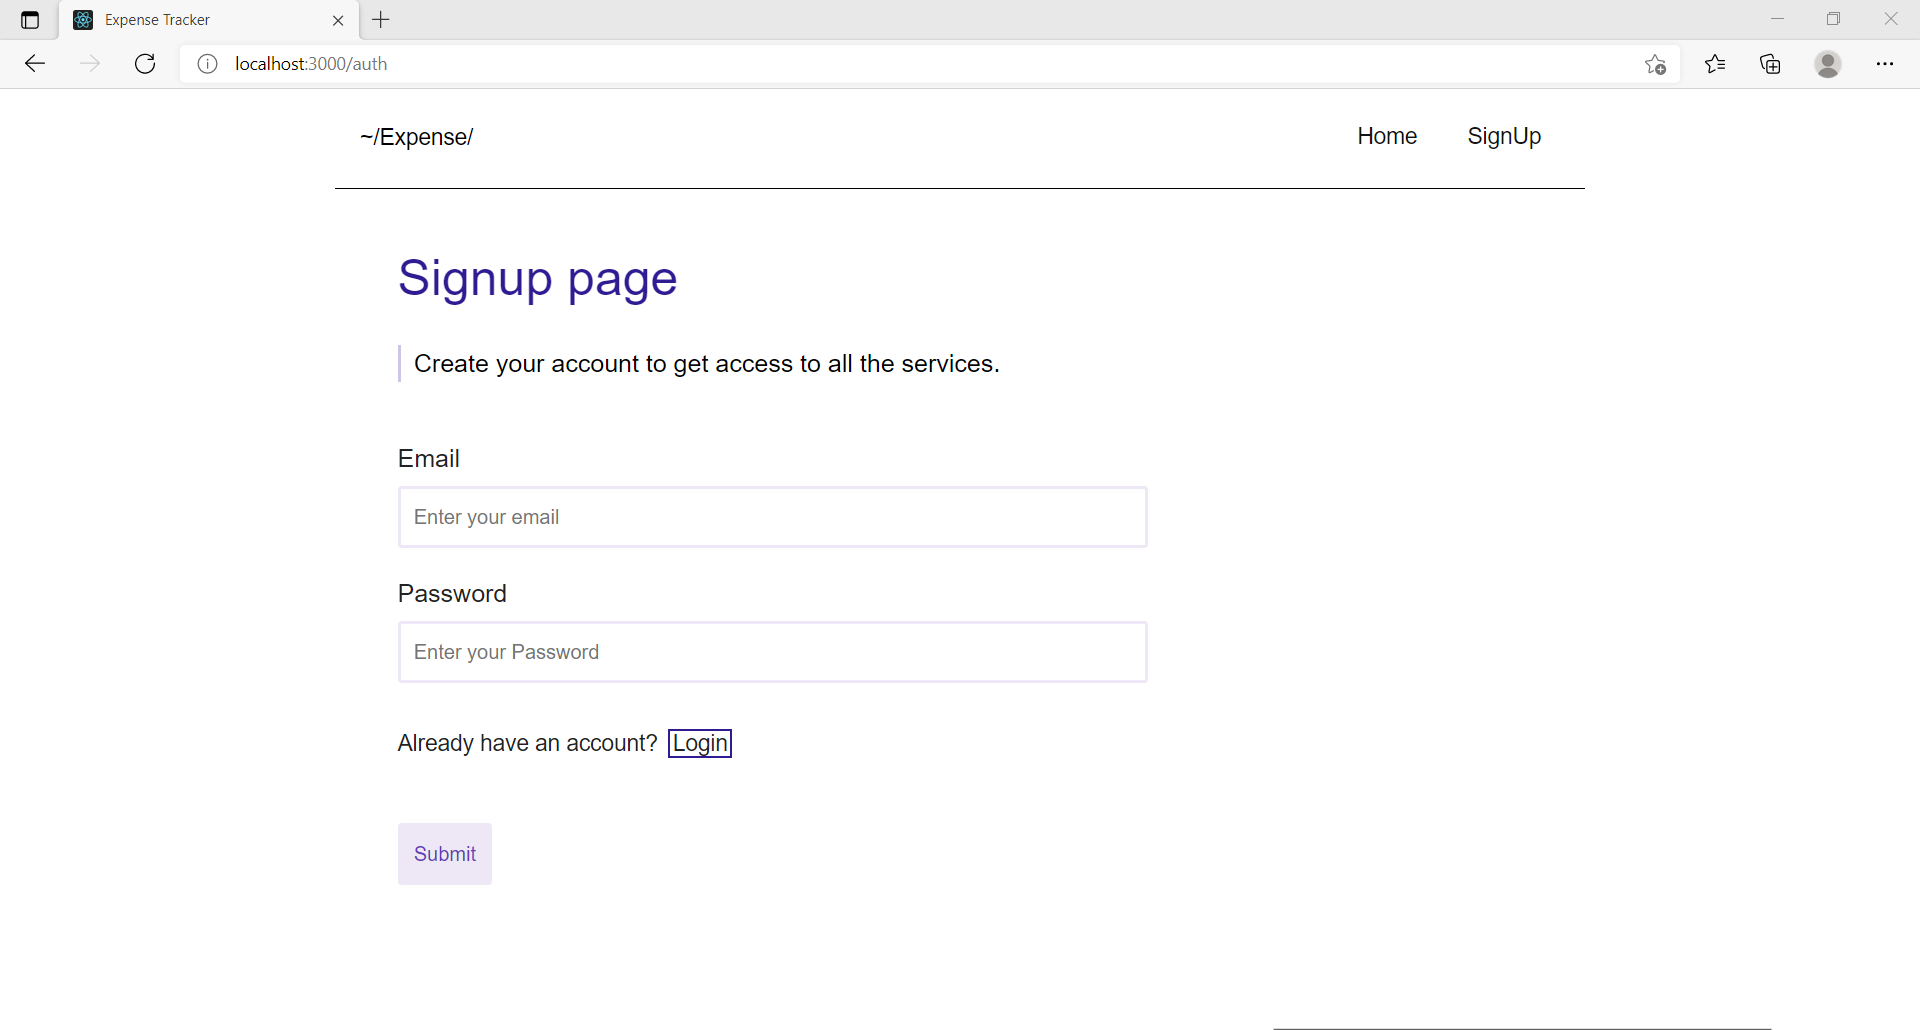 Expense Tracker
localhost:3000/auth
~/Expense/ Home SignUp
Signup page
Create your account to get access to all the services.
Email
Enter your email
Password
Enter your Password
Already have an account? Login
Submit